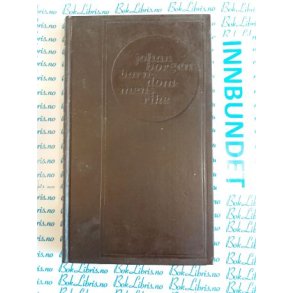 johan
borgen
barn
dom
mens
rike
INNBUNDET
BokLibris.no